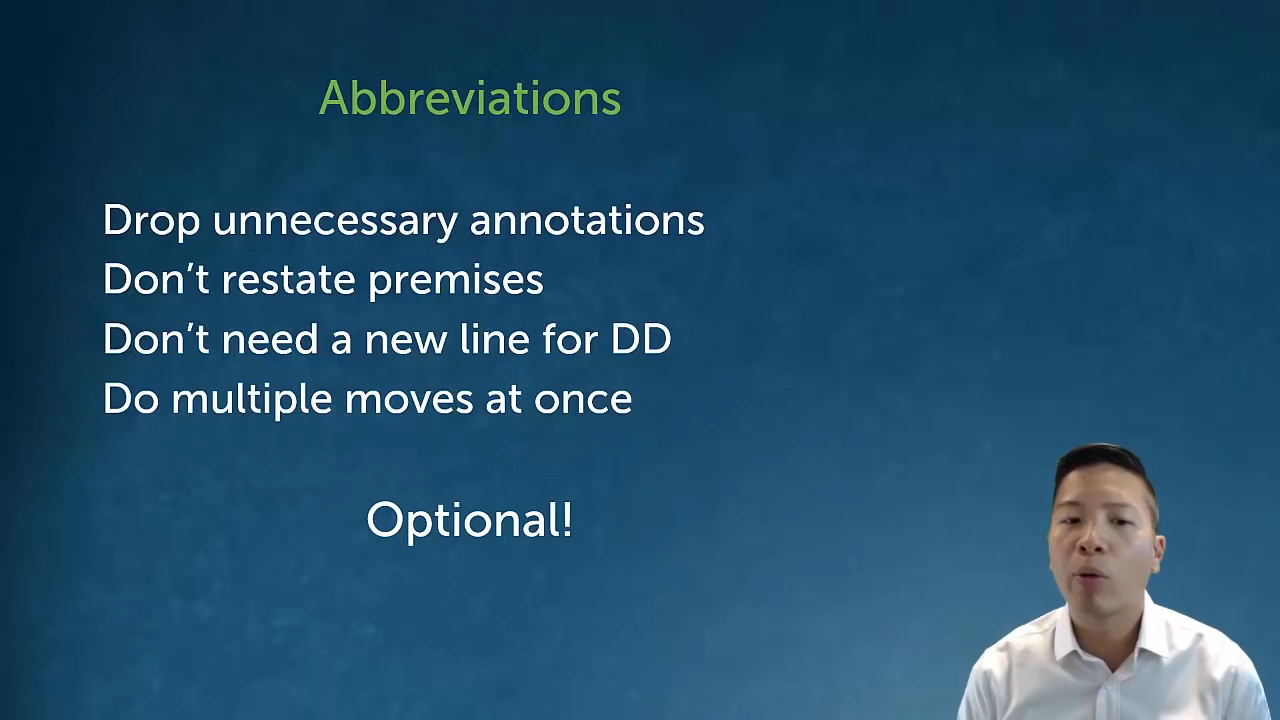 Abbreviations
Drop unnecessary annotations
Don’t restate premises
Don’t need a new line for DD
Do multiple moves at once
Optional!